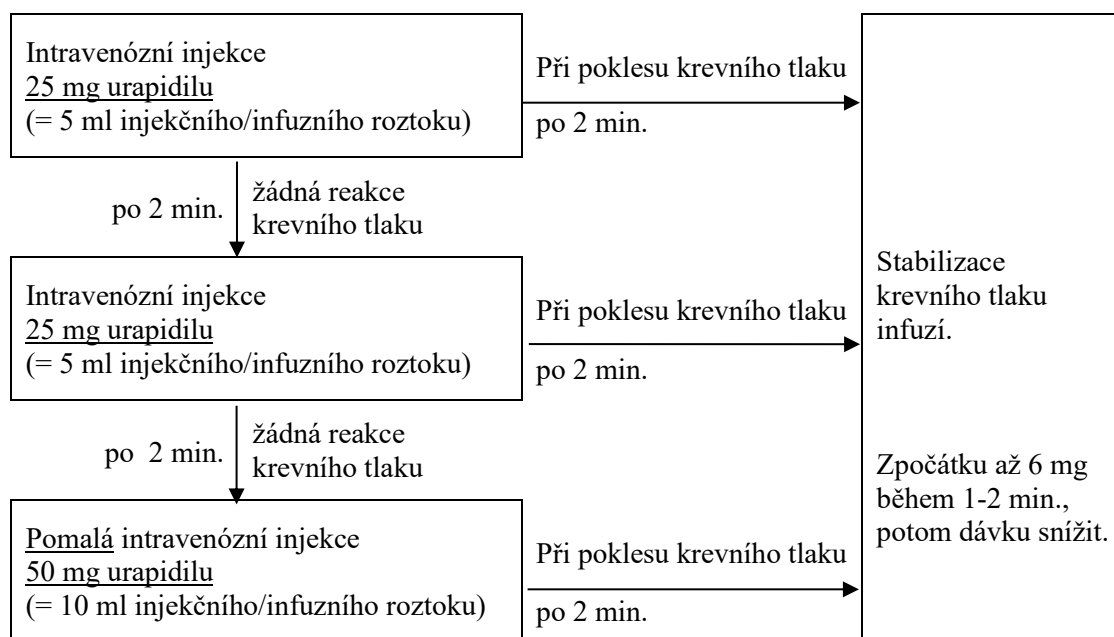 Intravenózní injekce
25 mg urapidilu
(= 5 ml injekčního/infuzního roztoku)
Při poklesu krevního tlaku
po 2 min.
po 2 min.
žádná reakce
krevního tlaku
Intravenózní injekce
25 mg urapidilu
(= 5 ml injekčního/infuzního roztoku)
Při poklesu krevního tlaku
po 2 min.
po  2 min.
žádná reakce
krevního tlaku
Pomalá intravenózní injekce
50 mg urapidilu
(= 10 ml injekčního/infuzního roztoku)
Při poklesu krevního tlaku
po 2 min.
Stabilizace
krevního tlaku
infuzí.
Zpočátku až 6 mg
během 1-2 min.,
potom dávku snížit.